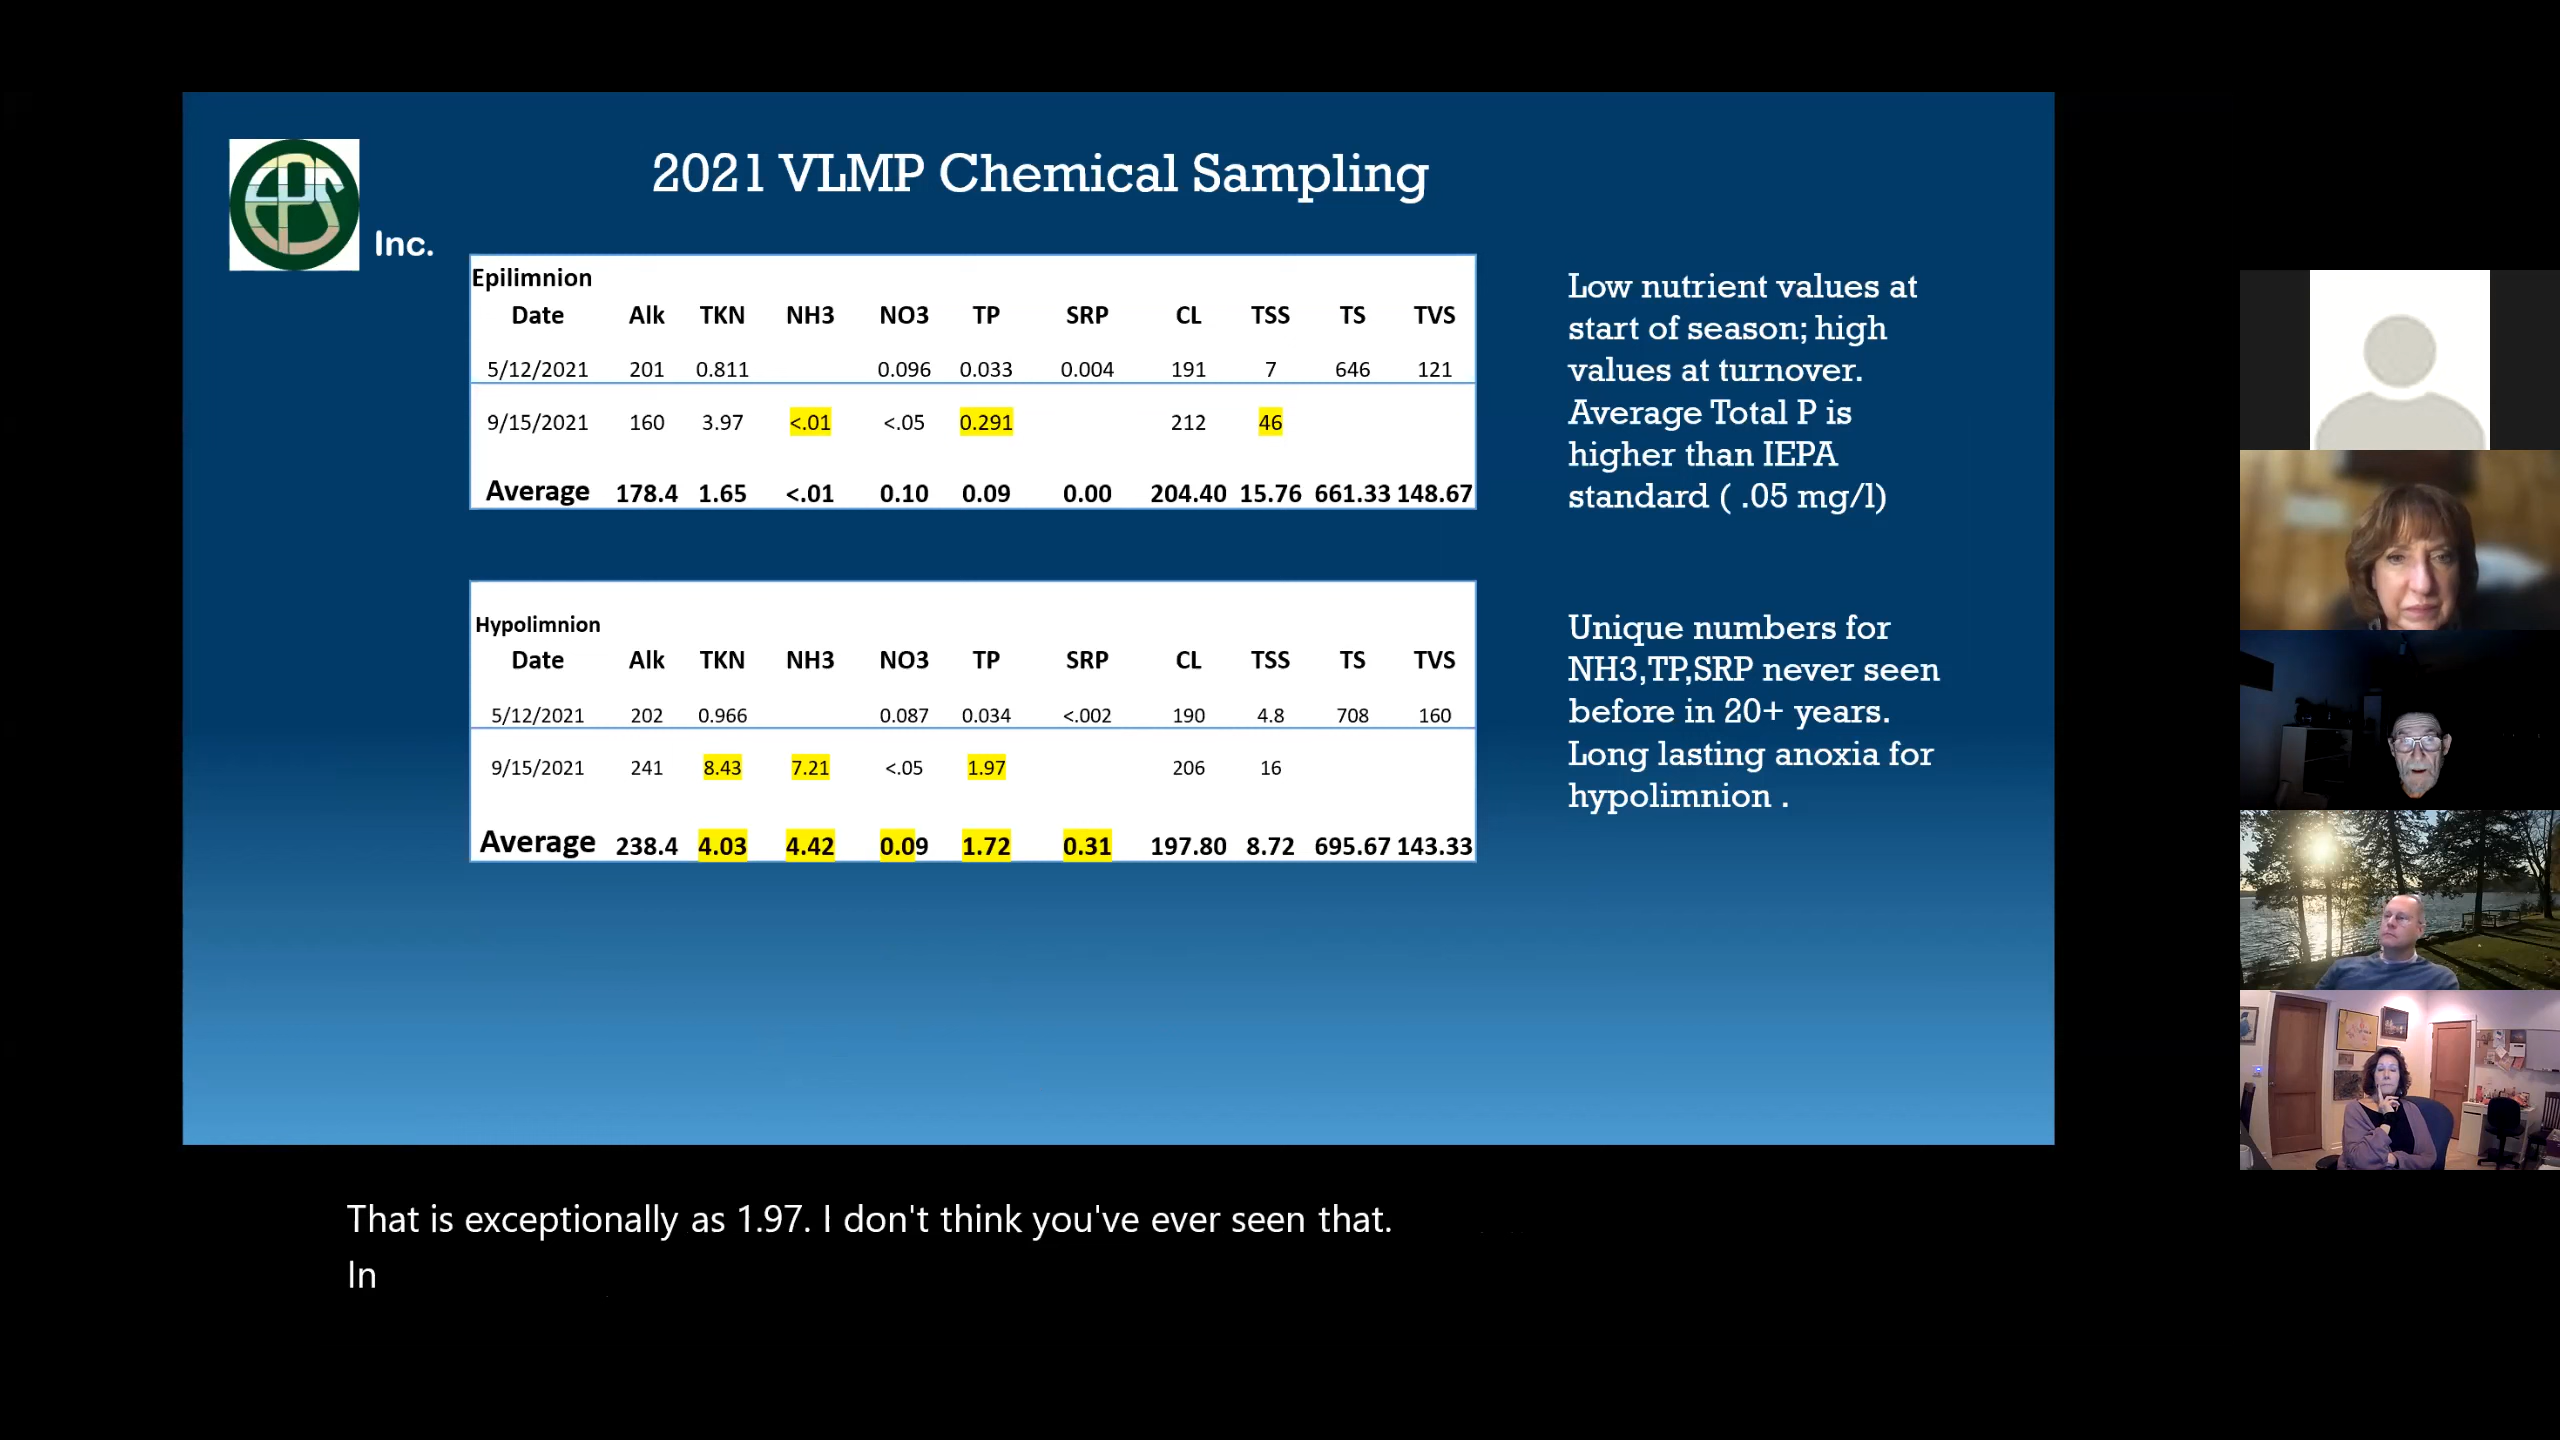 2021 VLMP Chemical Sampling
EPS
Inc.
Epilimnion
Date Alk TKN NH3 NO3 TP SRP CL TSS TS TVS
5/12/2021 201 0.811 0.096 0.033 0.004 191 7 646 121
9/15/2021 160 3.97 <.01 <.05 0.291 212 46
Average 178.4 1.65 <.01 0.10 0.09 0.00 204.40 15.76 661.33 148.67
Low nutrient values at
start of season; high
values at turnover.
Average Total P is
higher than IEPA
standard ( .05 mg/l)
Hypolimnion
Date Alk TKN NH3 NO3 TP SRP CL TSS TS TVS
5/12/2021 202 0.966 0.087 0.034 <.002 190 4.8 708 160
9/15/2021 241 8.43 7.21 <.05 1.97 206 16
Average 238.4 4.03 4.42 0.09 1.72 0.31 197.80 8.72 695.67 143.33
Unique numbers for
NH3,TP,SRP never seen
before in 20+ years.
Long lasting anoxia for
hypolimnion .
That is exceptionally as 1.97. I don't think you've ever seen that.
In